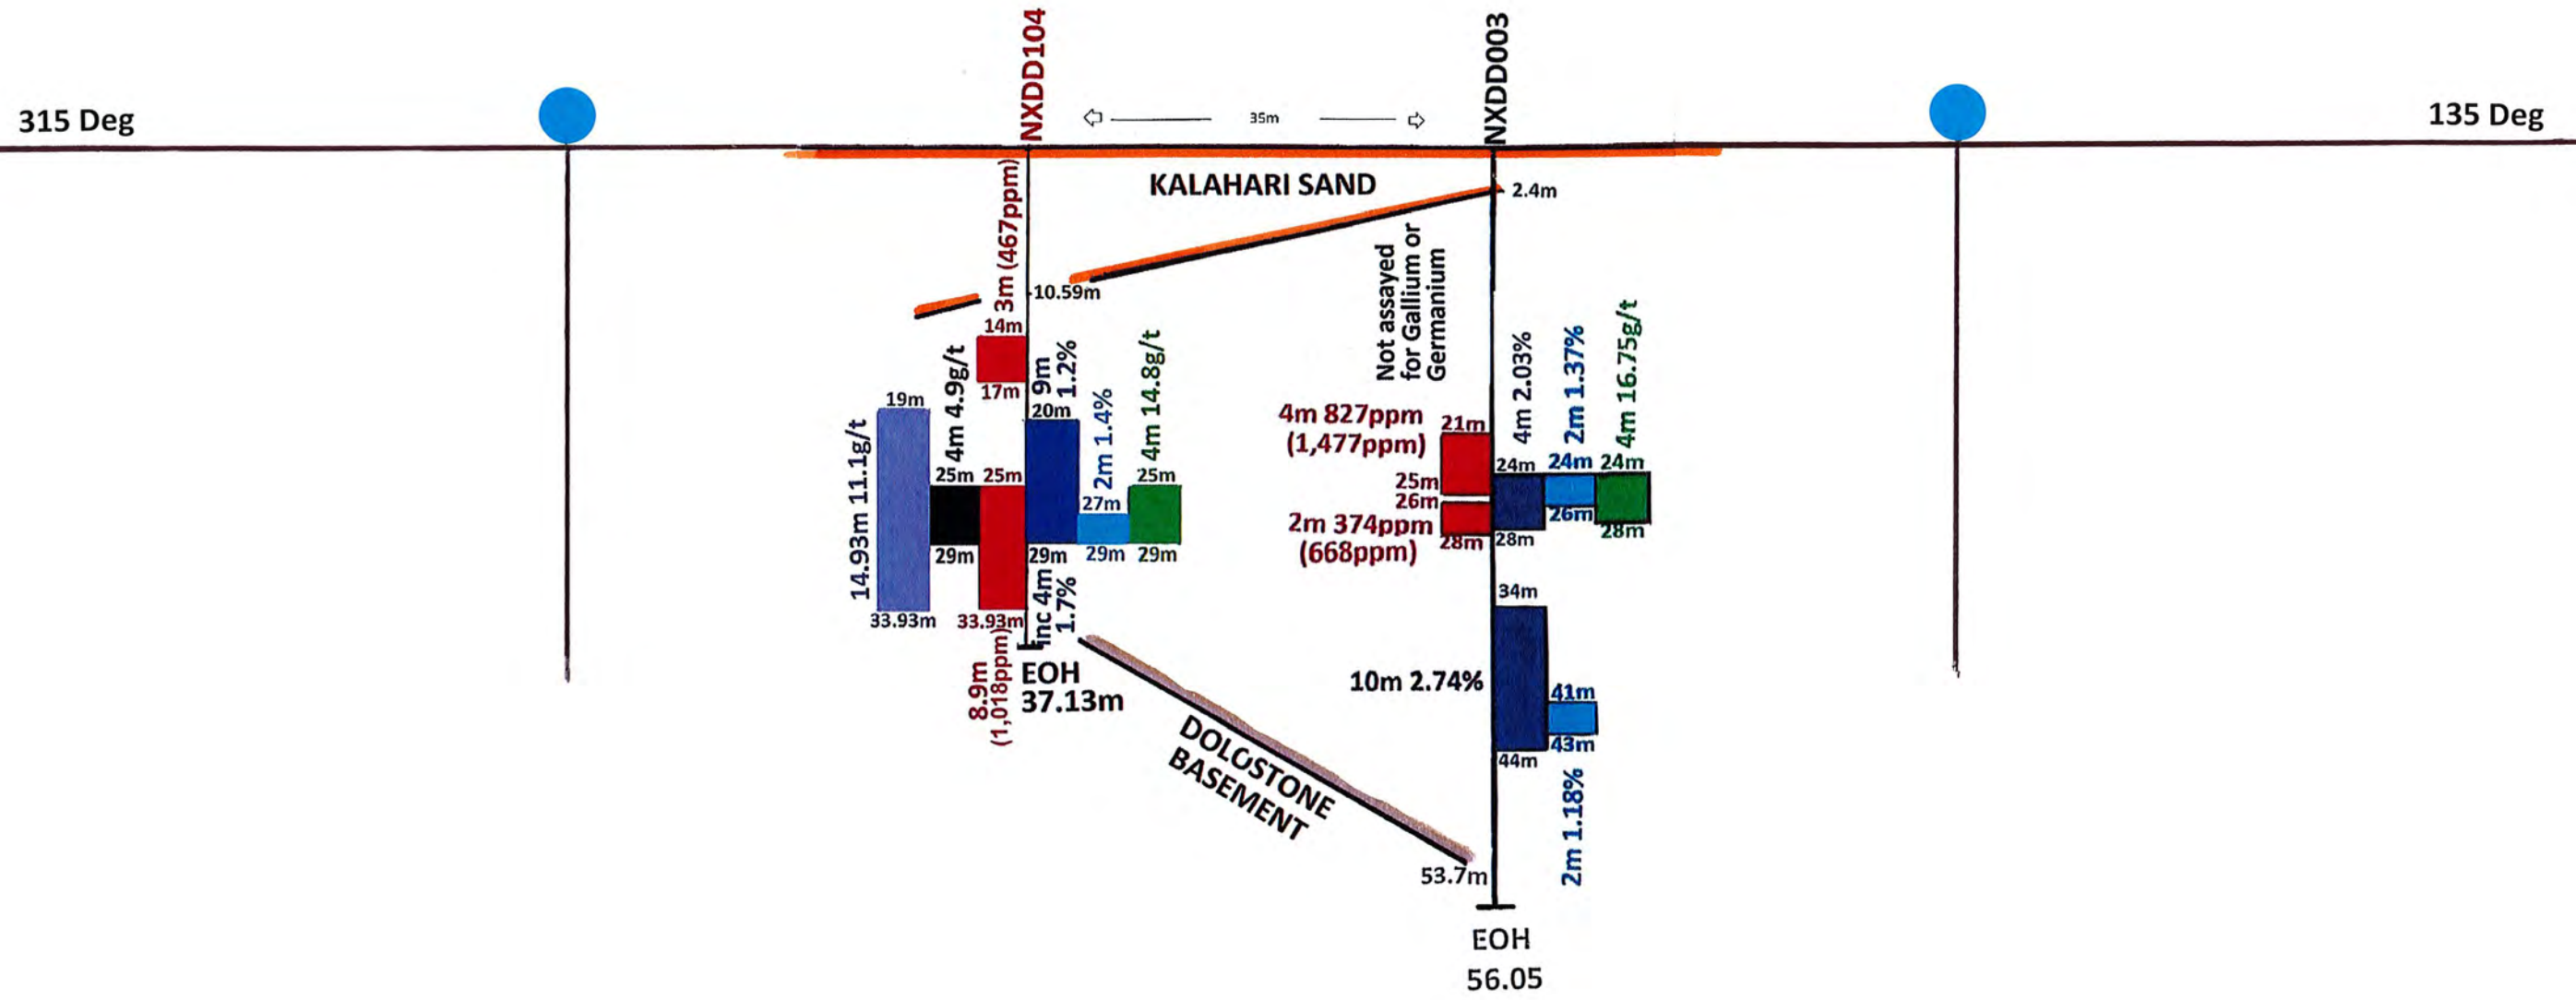 315 Deg
NXDD104
35m
NXDD003
135 Deg
KALAHARI SAND
2.4m
10.59m
3m (467ppm)
14m
17m
Not assayed
for Gallium or
Germanium
14.93m 11.1g/t
19m
33.93m
4m 4.9g/t
25m
29m
25m
33.93m
8.9m
(1,018ppm)
9m
1.2%
20m
29m
inc 4m
1.7%
2m 1.4%
27m
29m
4m 14.8g/t
25m
29m
EOH
37.13m
4m 827ppm
(1,477ppm)
21m
25m
26m
2m 374ppm
(668ppm)
28m
4m 2.03%
24m
28m
2m 1.37%
24m
26m
4m 16.75g/t
24m
28m
34m
10m 2.74%
44m
41m
43m
2m 1.18%
DOLOSTONE
BASEMENT
53.7m
EOH
56.05